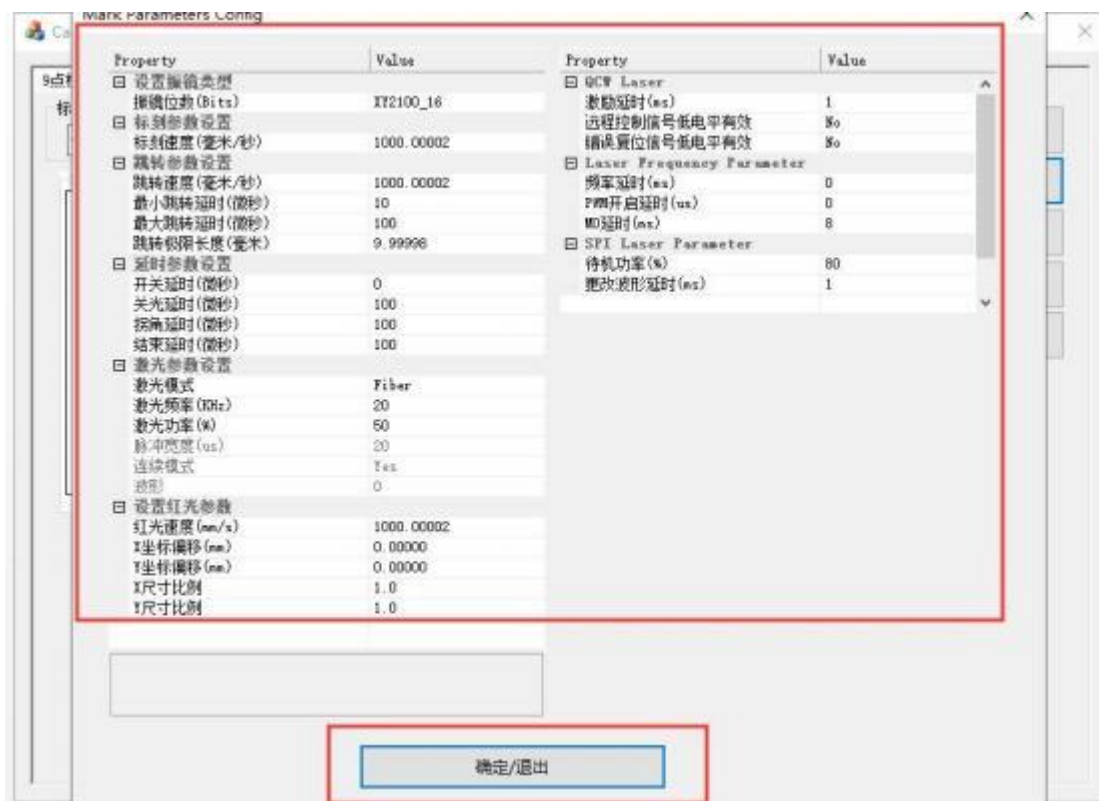 Mark Parameters Config
Ca
9点
标
Property Value
设置振镜类型
振镜位数(Bits) XY2100_16
标刻参数设置
标刻速度(毫米/秒) 1000.00002
跳转参数设置
跳转速度(毫米/秒) 1000.00002
最小跳转延时(微秒) 10
最大跳转延时(微秒) 100
跳转极限长度(毫米) 9.99998
延时参数设置
开关延时(微秒) 0
关光延时(微秒) 100
拐角延时(微秒) 100
结束延时(微秒) 100
激光参数设置
激光模式 Fiber
激光频率(KHz) 20
激光功率(%) 60
脉冲宽度(us) 20
连续模式 Yes
波形 0
设置红光参数
红光速度(mm/s) 1000.00002
X坐标偏移(mm) 0.00000
Y坐标偏移(mm) 0.00000
X尺寸比例 1.0
Y尺寸比例 1.0
Property Value
QCW Laser
激励延时(ms) 1
远程控制信号低电平有效 No
错误复位信号低电平有效 No
Laser Frequency Parameter
频率延时(ms) 0
PWM开启延时(us) 0
MO延时(ms) 8
SPI Laser Parameter
待机功率(%) 80
更改波形延时(ms) 1
确定/退出